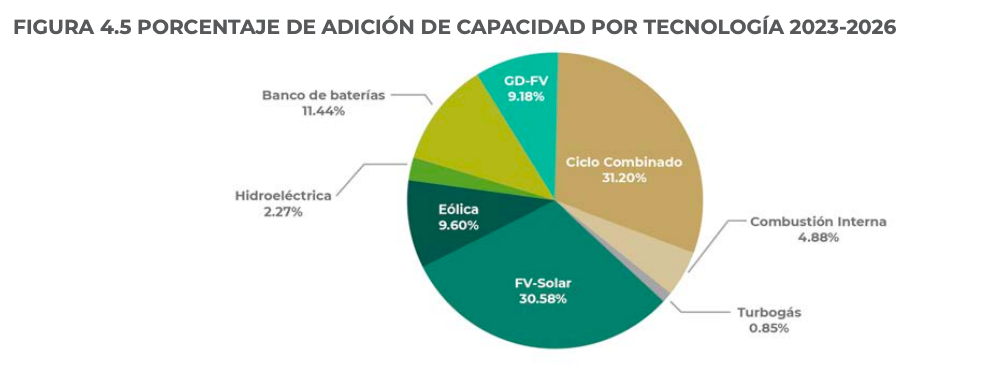 FIGURA 4.5 PORCENTAJE DE ADICIÓN DE CAPACIDAD POR TECNOLOGÍA 2023-2026
GD-FV
9.18%
Banco de baterías
11.44%
Ciclo Combinado
31.20%
Hidroeléctrica
2.27%
Eólica
9.60%
Combustión Interna
4.88%
FV-Solar
30.58%
Turbogás
0.85%